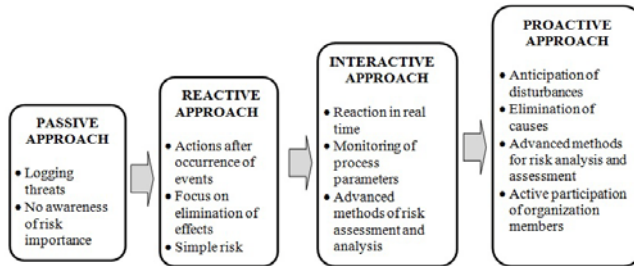 PASSIVE
APPROACH
• Logging
threats
• No awareness
of risk
importance
REACTIVE
APPROACH
• Actions after
occurrence of
events
• Focus on
elimination of
effects
• Simple risk
INTERACTIVE
APPROACH
• Reaction in real
time
• Monitoring of
process
parameters
• Advanced
methods of risk
assessment and
analysis
PROACTIVE
APPROACH
• Anticipation of
disturbances
• Elimination of
causes
• Advanced methods
for risk analysis and
assessment
• Active participation
of organization
members